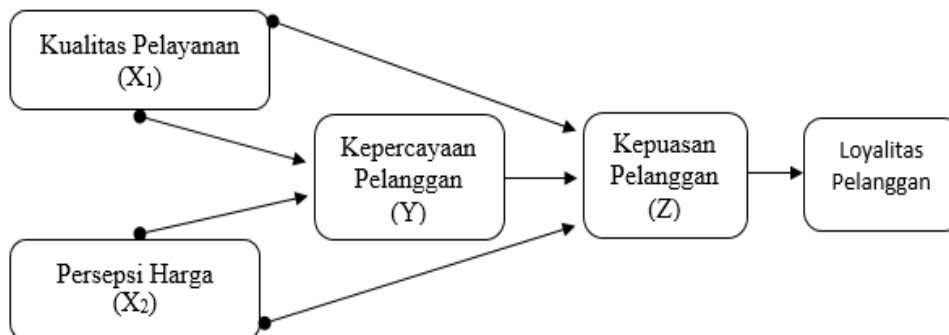 Kualitas Pelayanan
(X₁)
Kepercayaan
Pelanggan
(Y)
Kepuasan
Pelanggan
(Z)
Loyalitas
Pelanggan
Persepsi Harga
(X₂)